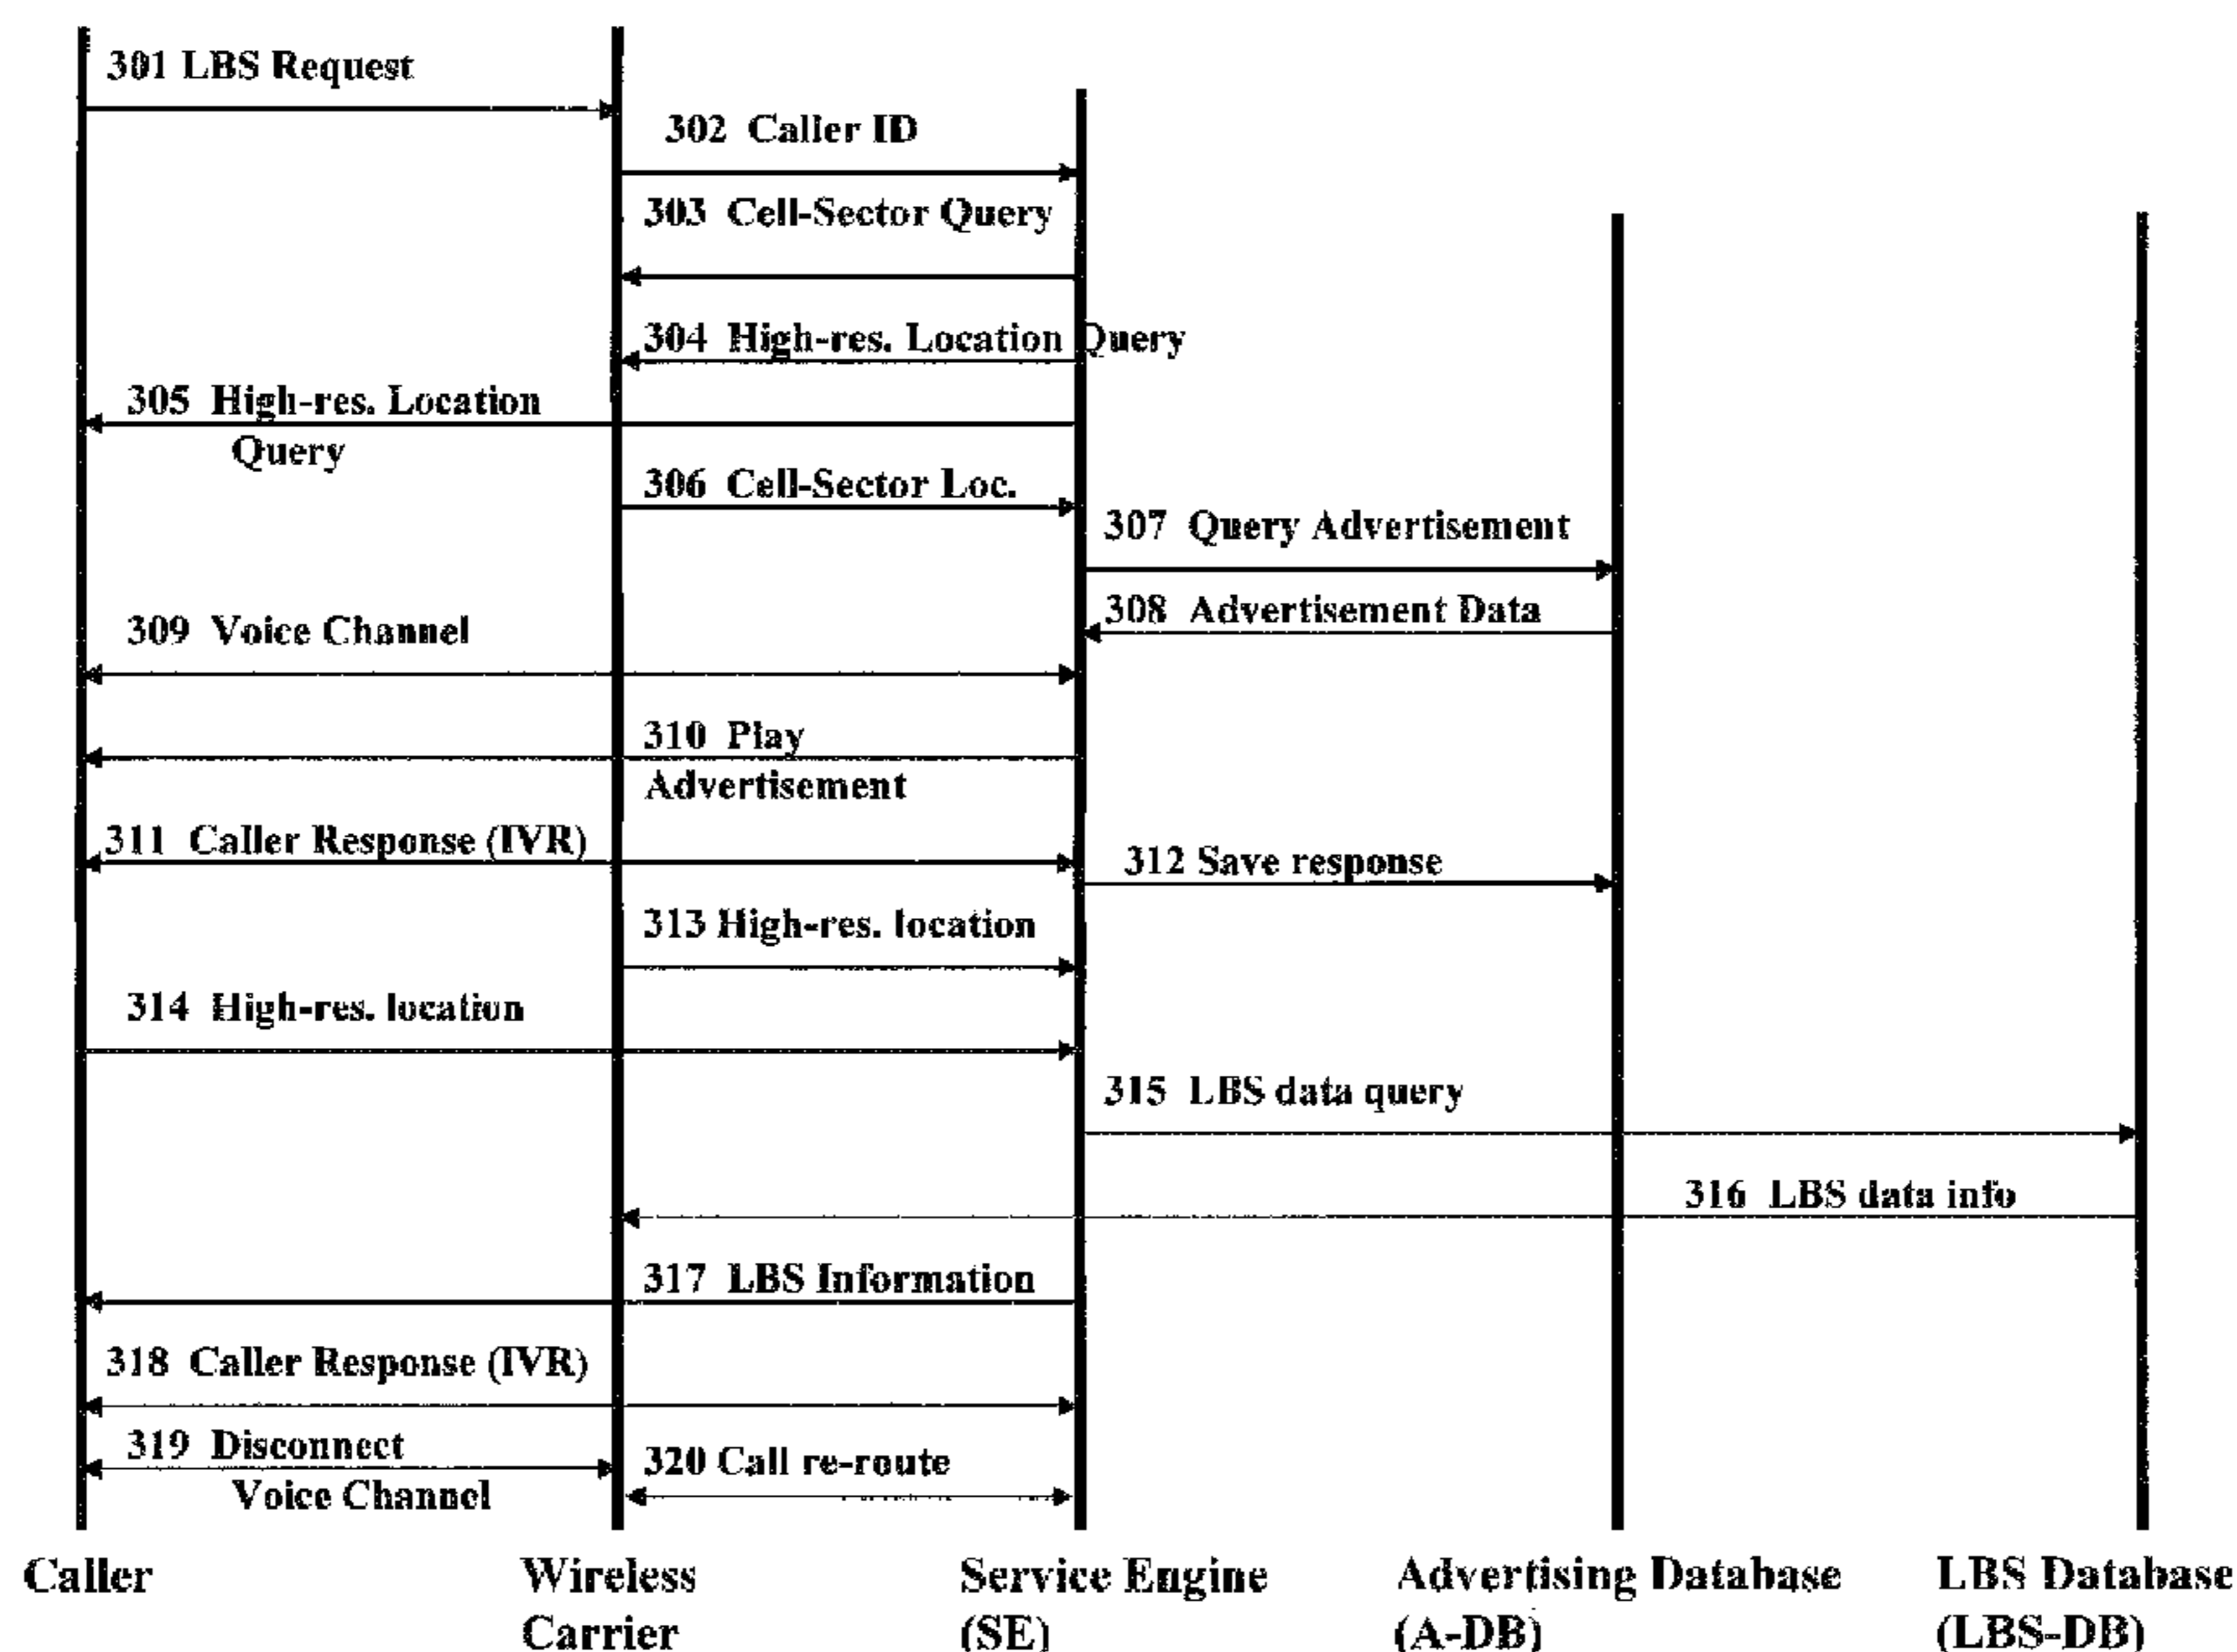 301 LBS Request
302 Caller ID
303 Cell-Sector Query
304 High-res. Location Query
305 High-res. Location
Query
306 Cell-Sector Loc.
307 Query Advertisement
308 Advertisement Data
309 Voice Channel
310 Play
Advertisement
311 Caller Response (IVR)
312 Save response
313 High-res. location
314 High-res. location
315 LBS data query
316 LBS data info
317 LBS Information
318 Caller Response (IVR)
319 Disconnect
Voice Channel
320 Call re-route
Caller
Wireless
Carrier
Service Engine
(SE)
Advertising Database
(A-DB)
LBS Database
(LBS-DB)